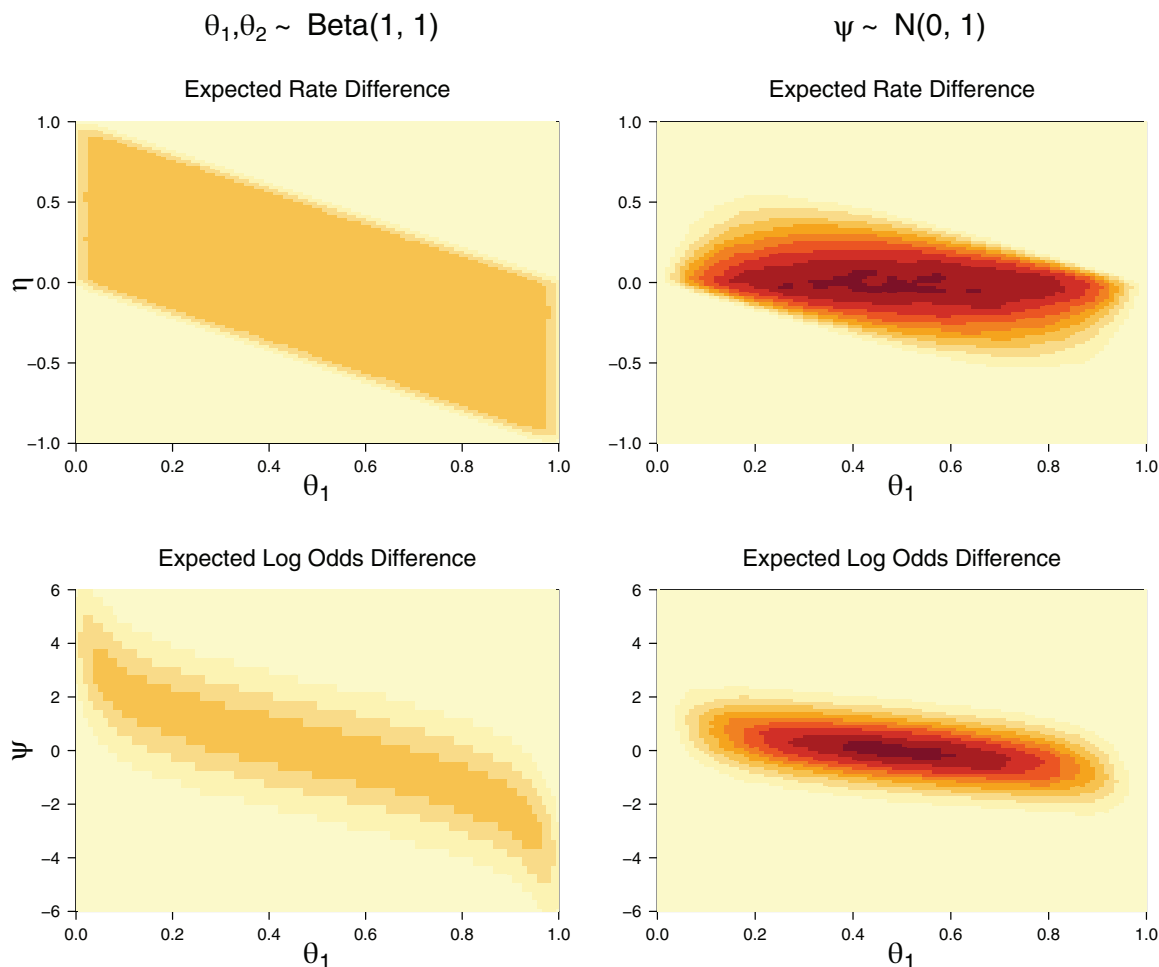 θ1,θ2 ~ Beta(1, 1)
ψ ~ N(0, 1)
Expected Rate Difference
Expected Rate Difference
1.0
0.5
0.0
−0.5
−1.0
η
0.0 0.2 0.4 0.6 0.8 1.0
θ1
1.0
0.5
0.0
−0.5
−1.0
0.0 0.2 0.4 0.6 0.8 1.0
θ1
Expected Log Odds Difference
Expected Log Odds Difference
6
4
2
0
−2
−4
−6
ψ
0.0 0.2 0.4 0.6 0.8 1.0
θ1
6
4
2
0
−2
−4
−6
0.0 0.2 0.4 0.6 0.8 1.0
θ1